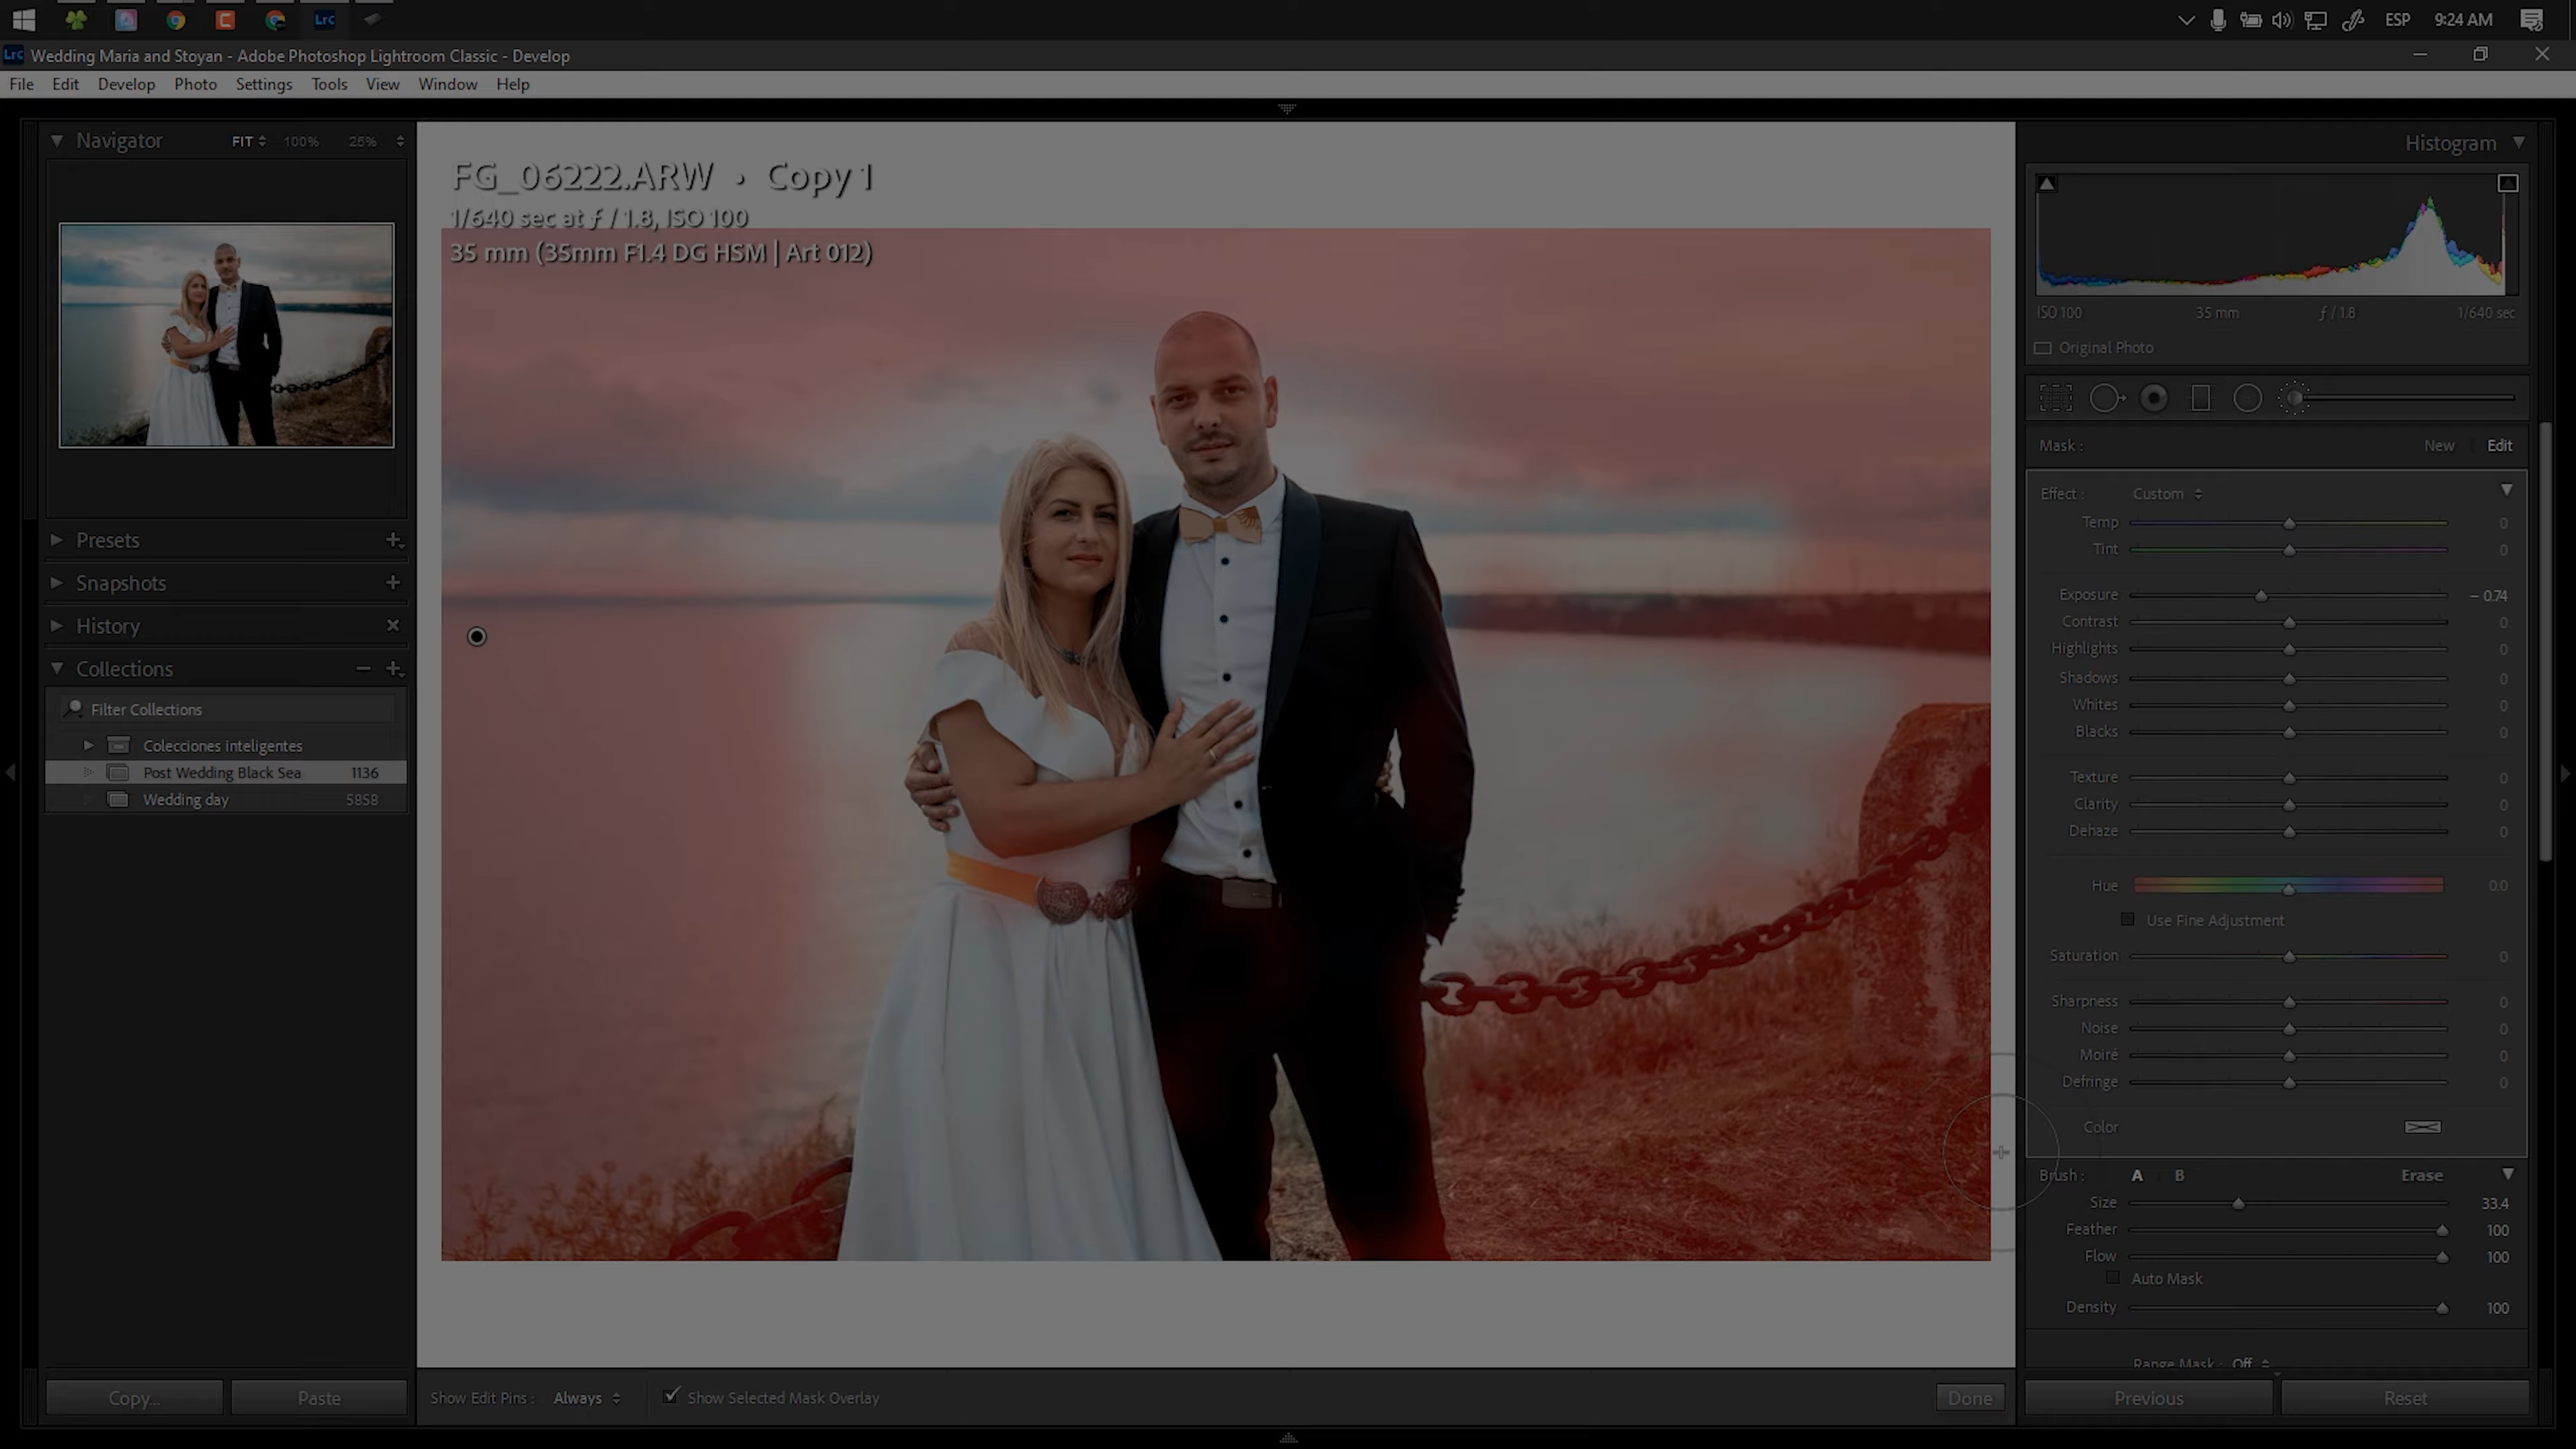 Lrc
ESP
9:24 AM
Lrc
Wedding Maria and Stoyan - Adobe Photoshop Lightroom Classic - Develop
File
Edit
Develop
Photo
Settings
Tools
View
Window
Help
Navigator
FIT
100%
25%
Presets
Snapshots
History
Collections
Filter Collections
Colecciones inteligentes
Post Wedding Black Sea 1136
Wedding day 5858
Copy...
Paste
FG_06222.ARW • Copy 1
1/640 sec at ƒ / 1.8, ISO 100
35 mm (35mm F1.4 DG HSM | Art 012)
Show Edit Pins : Always
Show Selected Mask Overlay
Done
Histogram
ISO 100
35 mm
ƒ / 1.8
1/640 sec
Original Photo
Mask :
New
Edit
Effect : Custom
Temp 0
Tint 0
Exposure – 0.74
Contrast 0
Highlights 0
Shadows 0
Whites 0
Blacks 0
Texture 0
Clarity 0
Dehaze 0
Hue 0.0
Use Fine Adjustment
Saturation 0
Sharpness 0
Noise 0
Moiré 0
Defringe 0
Color
Brush : A B Erase
Size 33.4
Feather 100
Flow 100
Auto Mask
Density 100
Range Mask : Off
Previous
Reset